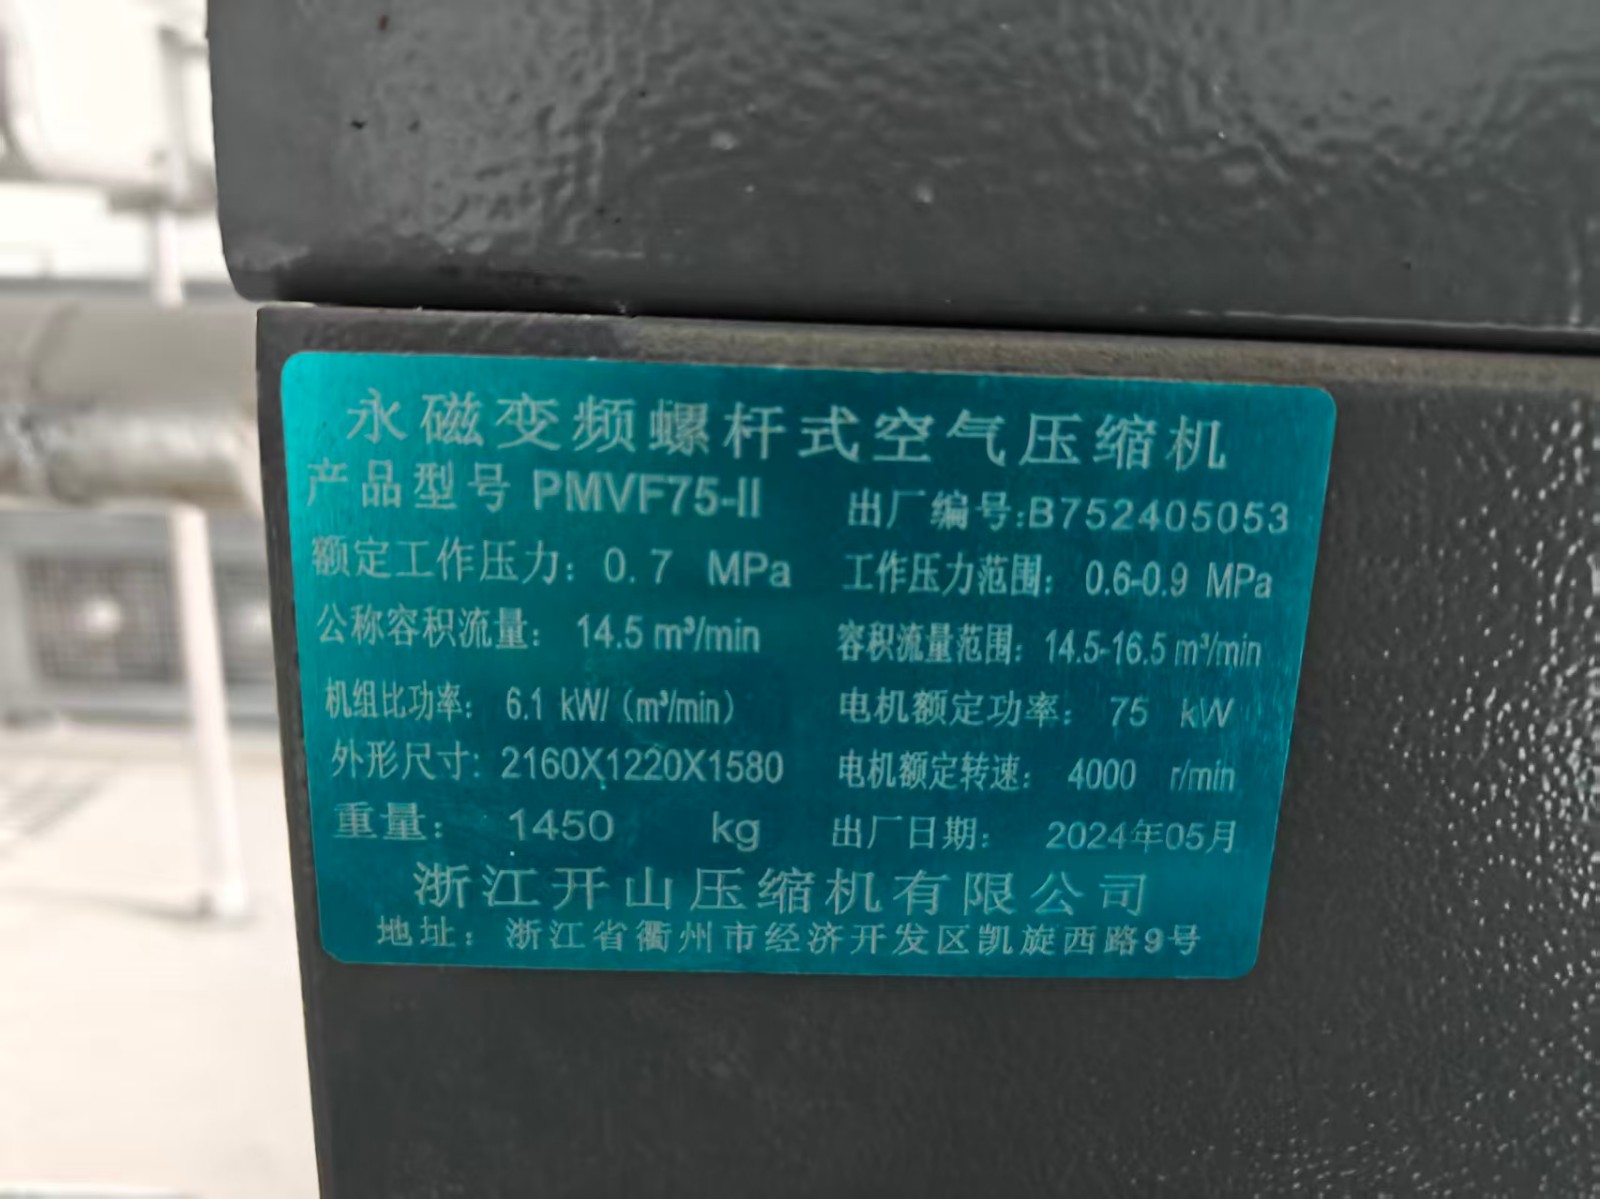 永磁变频螺杆式空气压缩机
产品型号 PMVF75-II 出厂编号:B752405053
额定工作压力: 0.7 MPa 工作压力范围: 0.6-0.9 MPa
公称容积流量: 14.5 m³/min 容积流量范围: 14.5-16.5 m³/min
机组比功率: 6.1 kW/(m³/min) 电机额定功率: 75 kW
外形尺寸: 2160X1220X1580 电机额定转速: 4000 r/min
重量: 1450 kg 出厂日期: 2024年05月
浙江开山压缩机有限公司
地址: 浙江省衢州市经济开发区凯旋西路9号